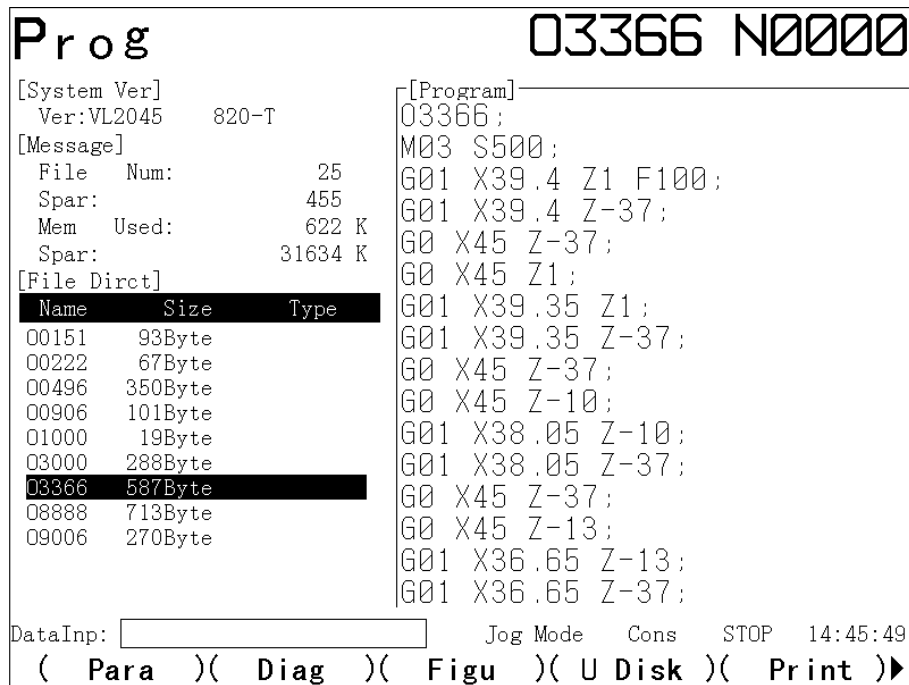 Prog O3366 N0000
[System Ver]
Ver:VL2045 820-T
[Message]
File Num: 25
Spar: 455
Mem Used: 622 K
Spar: 31634 K
[File Dirct]
Name Size Type
O0151 93Byte
O0222 67Byte
O0496 350Byte
O0906 101Byte
O1000 19Byte
O3000 288Byte
O3366 587Byte
O8888 713Byte
O9006 270Byte
[Program]
O3366;
M03 S500;
G01 X39.4 Z1 F100;
G01 X39.4 Z-37;
G0 X45 Z-37;
G0 X45 Z1;
G01 X39.35 Z1;
G01 X39.35 Z-37;
G0 X45 Z-37;
G0 X45 Z-10;
G01 X38.05 Z-10;
G01 X38.05 Z-37;
G0 X45 Z-37;
G0 X45 Z-13;
G01 X36.65 Z-13;
G01 X36.65 Z-37;
DataInp: Jog Mode Cons STOP 14:45:49
( Para )( Diag )( Figu )( U Disk )( Print )